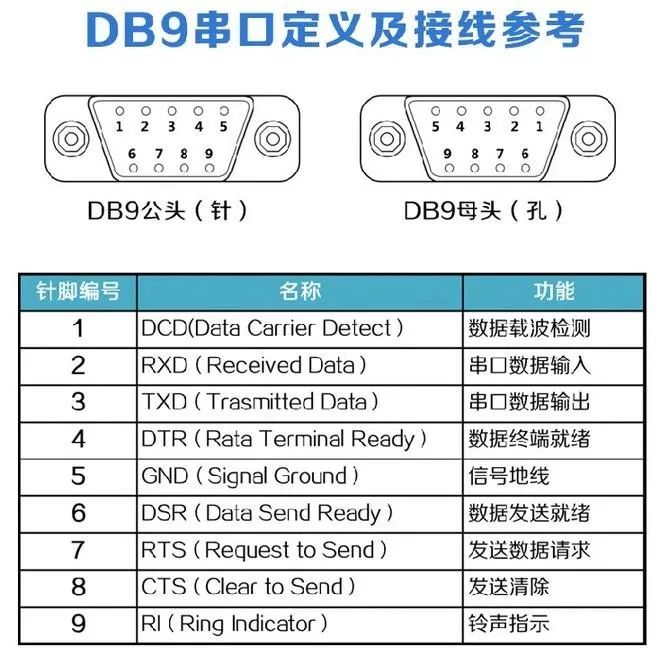 DB9串口定义及接线参考
1 2 3 4 5
6 7 8 9
DB9公头（针）
5 4 3 2 1
9 8 7 6
DB9母头（孔）
针脚编号 名称 功能
1 DCD(Data Carrier Detect） 数据载波检测
2 RXD（Received Data） 串口数据输入
3 TXD（Trasmitted Data） 串口数据输出
4 DTR（Rata Terminal Ready） 数据终端就绪
5 GND（Signal Ground） 信号地线
6 DSR（Data Send Ready） 数据发送就绪
7 RTS（Request to Send） 发送数据请求
8 CTS（Clear to Send） 发送清除
9 RI（Ring Indicator） 铃声指示